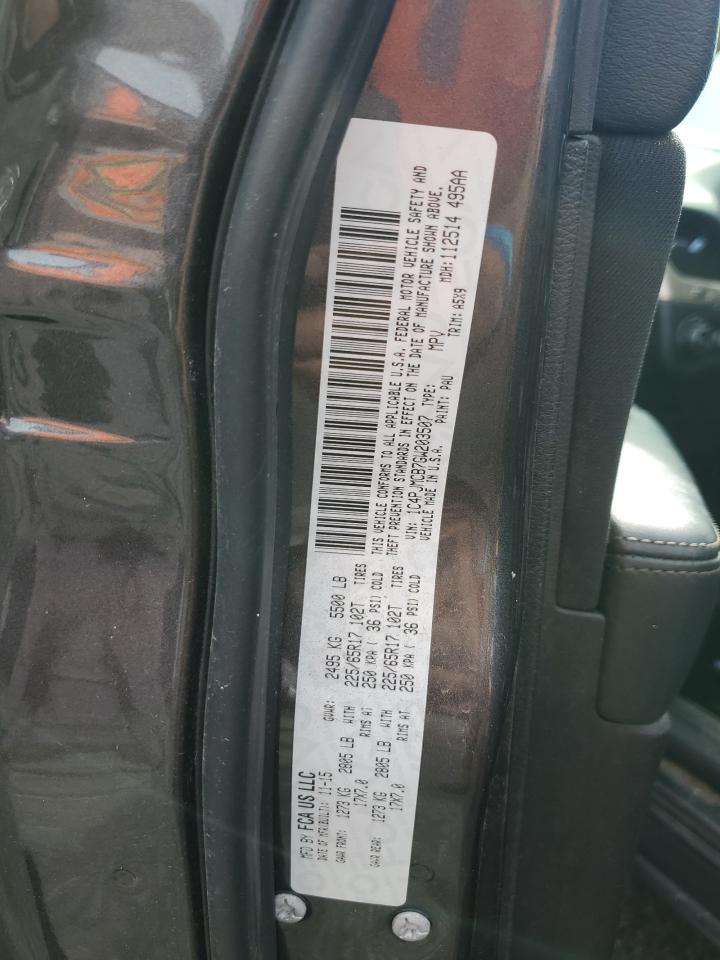 MFD BY FCA US LLC
DATE OF MFR(BUILT): 11-15 GVWR: 2495 KG 5500 LB
GAWR FRONT: 1273 KG 2805 LB WITH 225/65R17 102T TIRES
17X7.0 RIMS AT 250 KPA ( 36 PSI) COLD
GAWR REAR: 1273 KG 2805 LB WITH 225/65R17 102T TIRES
17X7.0 RIMS AT 250 KPA ( 36 PSI) COLD
THIS VEHICLE CONFORMS TO ALL APPLICABLE U.S.A. FEDERAL MOTOR VEHICLE SAFETY AND
THEFT PREVENTION STANDARDS IN EFFECT ON THE DATE OF MANUFACTURE SHOWN ABOVE.
VIN: 1C4PJMCB7GW203507 TYPE: MPV MDH:112514 495AA
VEHICLE MADE IN U.S.A. PAINT: PAU TRIM: A5X9